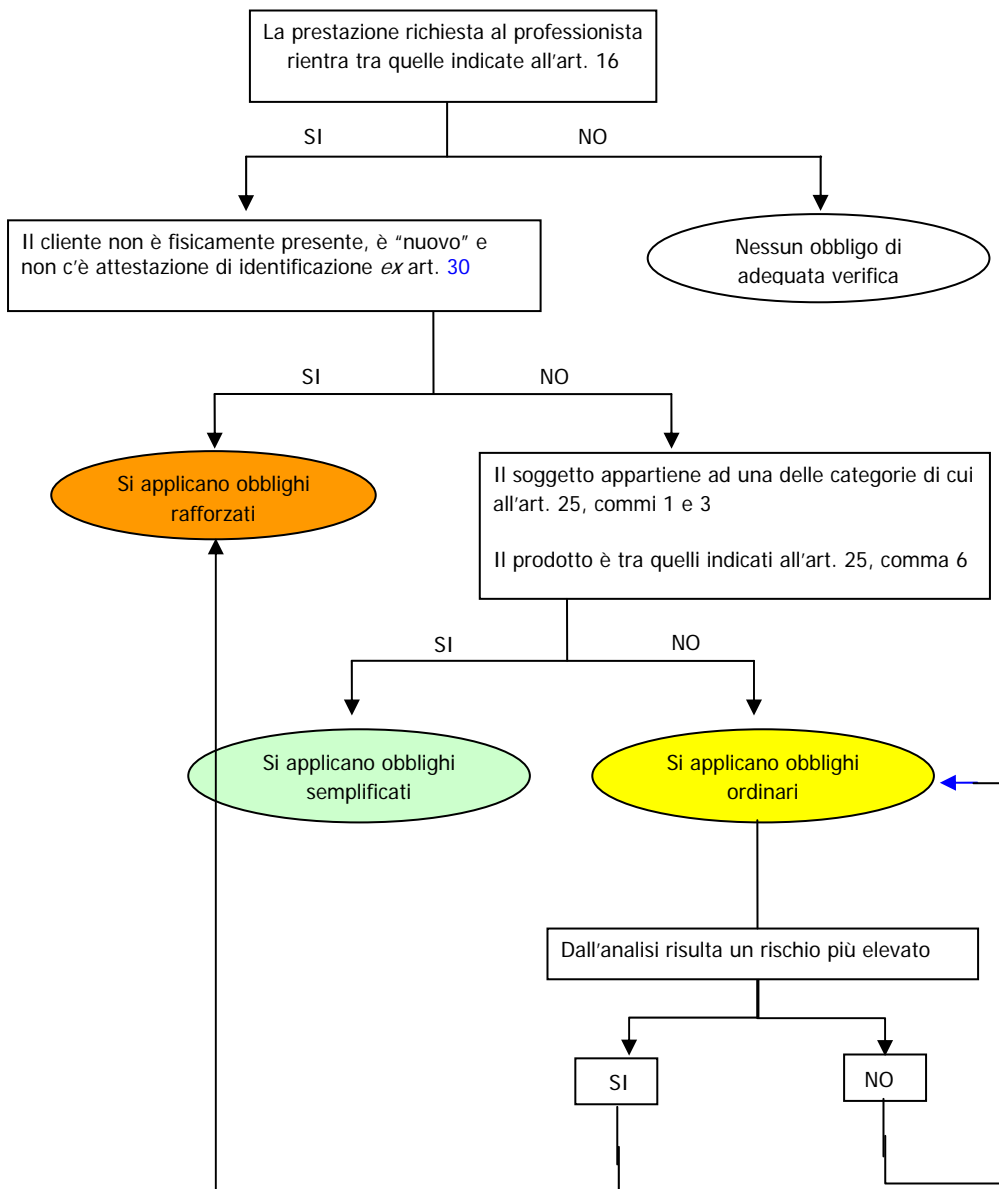 La prestazione richiesta al professionista
rientra tra quelle indicate all'art. 16
SI
NO
Il cliente non è fisicamente presente, è "nuovo" e
non c'è attestazione di identificazione ex art. 30
Nessun obbligo di
adeguata verifica
SI
NO
Si applicano obblighi
rafforzati
Il soggetto appartiene ad una delle categorie di cui
all'art. 25, commi 1 e 3
Il prodotto è tra quelli indicati all'art. 25, comma 6
SI
NO
Si applicano obblighi
semplificati
Si applicano obblighi
ordinari
Dall'analisi risulta un rischio più elevato
SI
NO